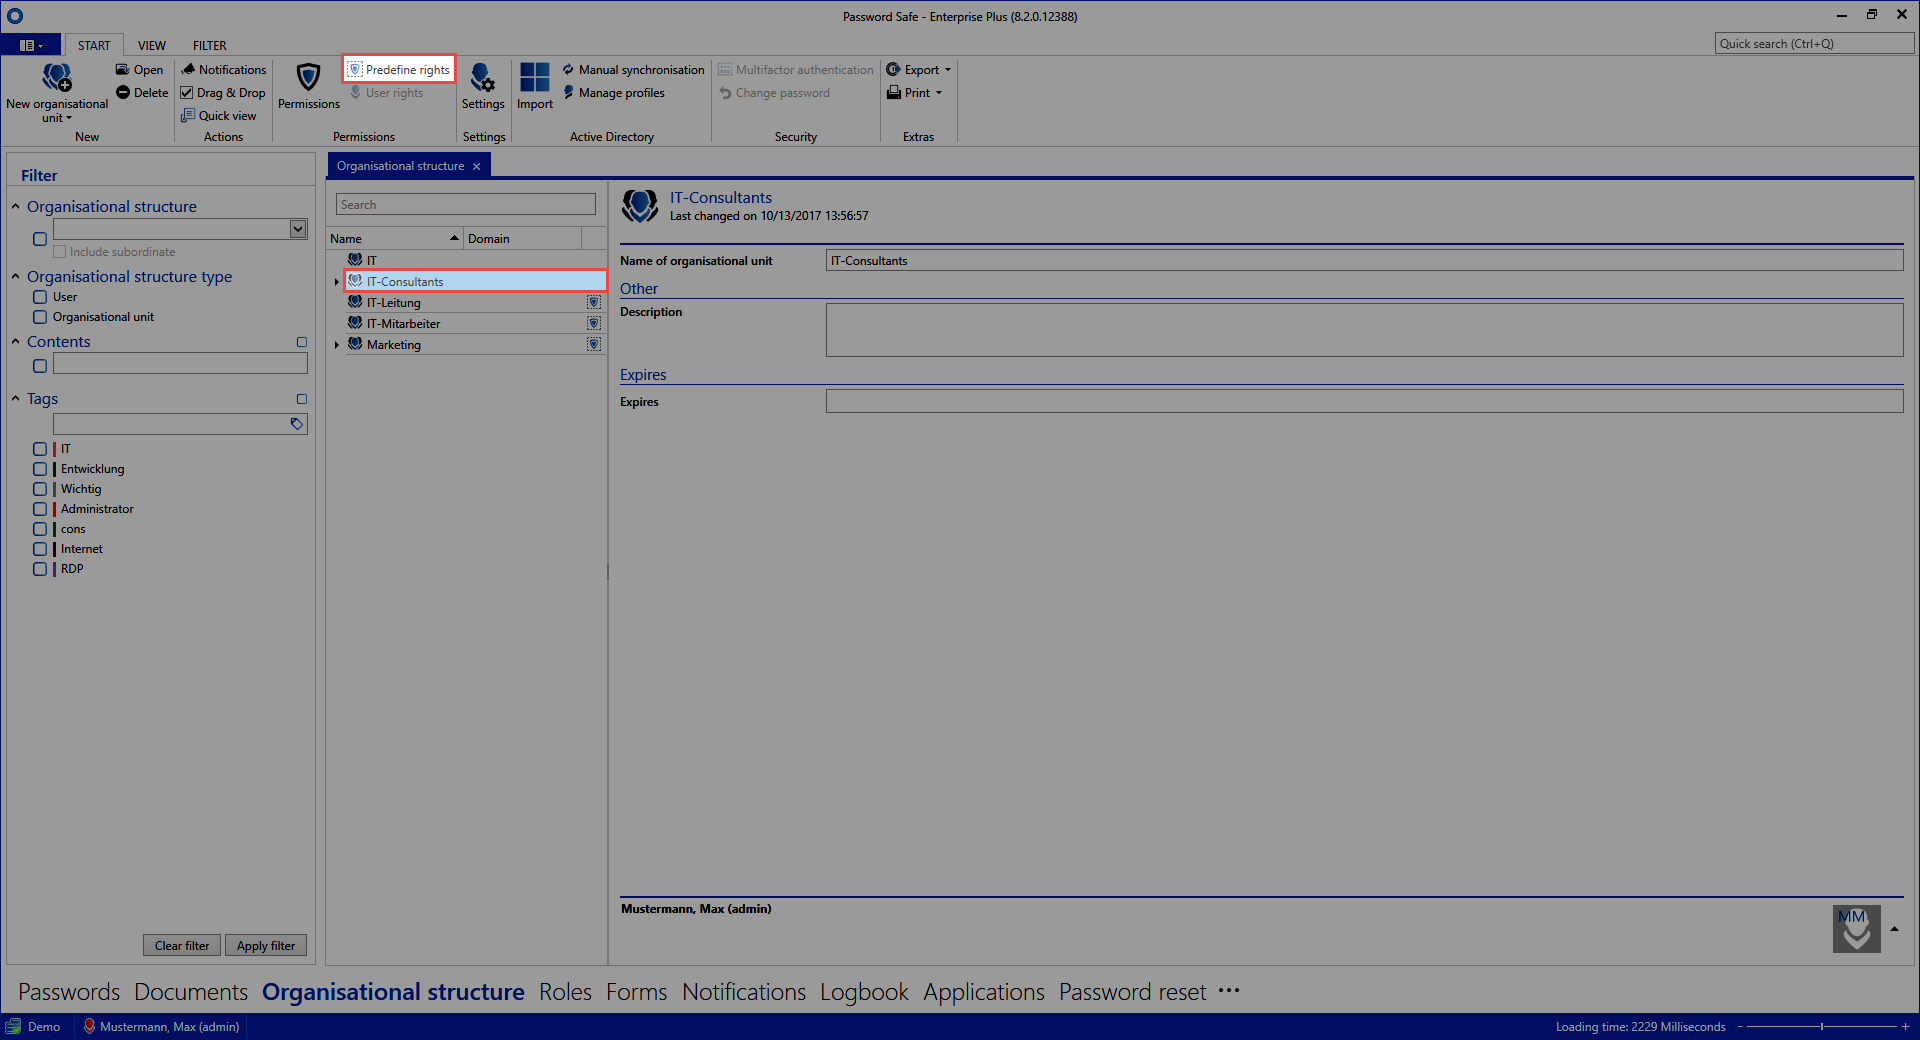 Password Safe - Enterprise Plus (8.2.0.12388)
START VIEW FILTER
Quick search (Ctrl+Q)
New organisational
unit
New
Open
Delete
Notifications
Drag & Drop
Quick view
Actions
Permissions
Predefine rights
User rights
Permissions
Settings
Settings
Import
Manual synchronisation
Manage profiles
Active Directory
Multifactor authentication
Change password
Security
Export
Print
Extras
Filter
Organisational structure
Include subordinate
Organisational structure type
User
Organisational unit
Contents
Tags
IT
Entwicklung
Wichtig
Administrator
cons
Internet
RDP
Clear filter Apply filter
Organisational structure
Search
Name Domain
IT
IT-Consultants
IT-Leitung
IT-Mitarbeiter
Marketing
IT-Consultants
Last changed on 10/13/2017 13:56:57
Name of organisational unit IT-Consultants
Other
Description
Expires
Expires
Mustermann, Max (admin)
MM
Passwords Documents Organisational structure Roles Forms Notifications Logbook Applications Password reset ...
Demo Mustermann, Max (admin) Loading time: 2229 Milliseconds - +